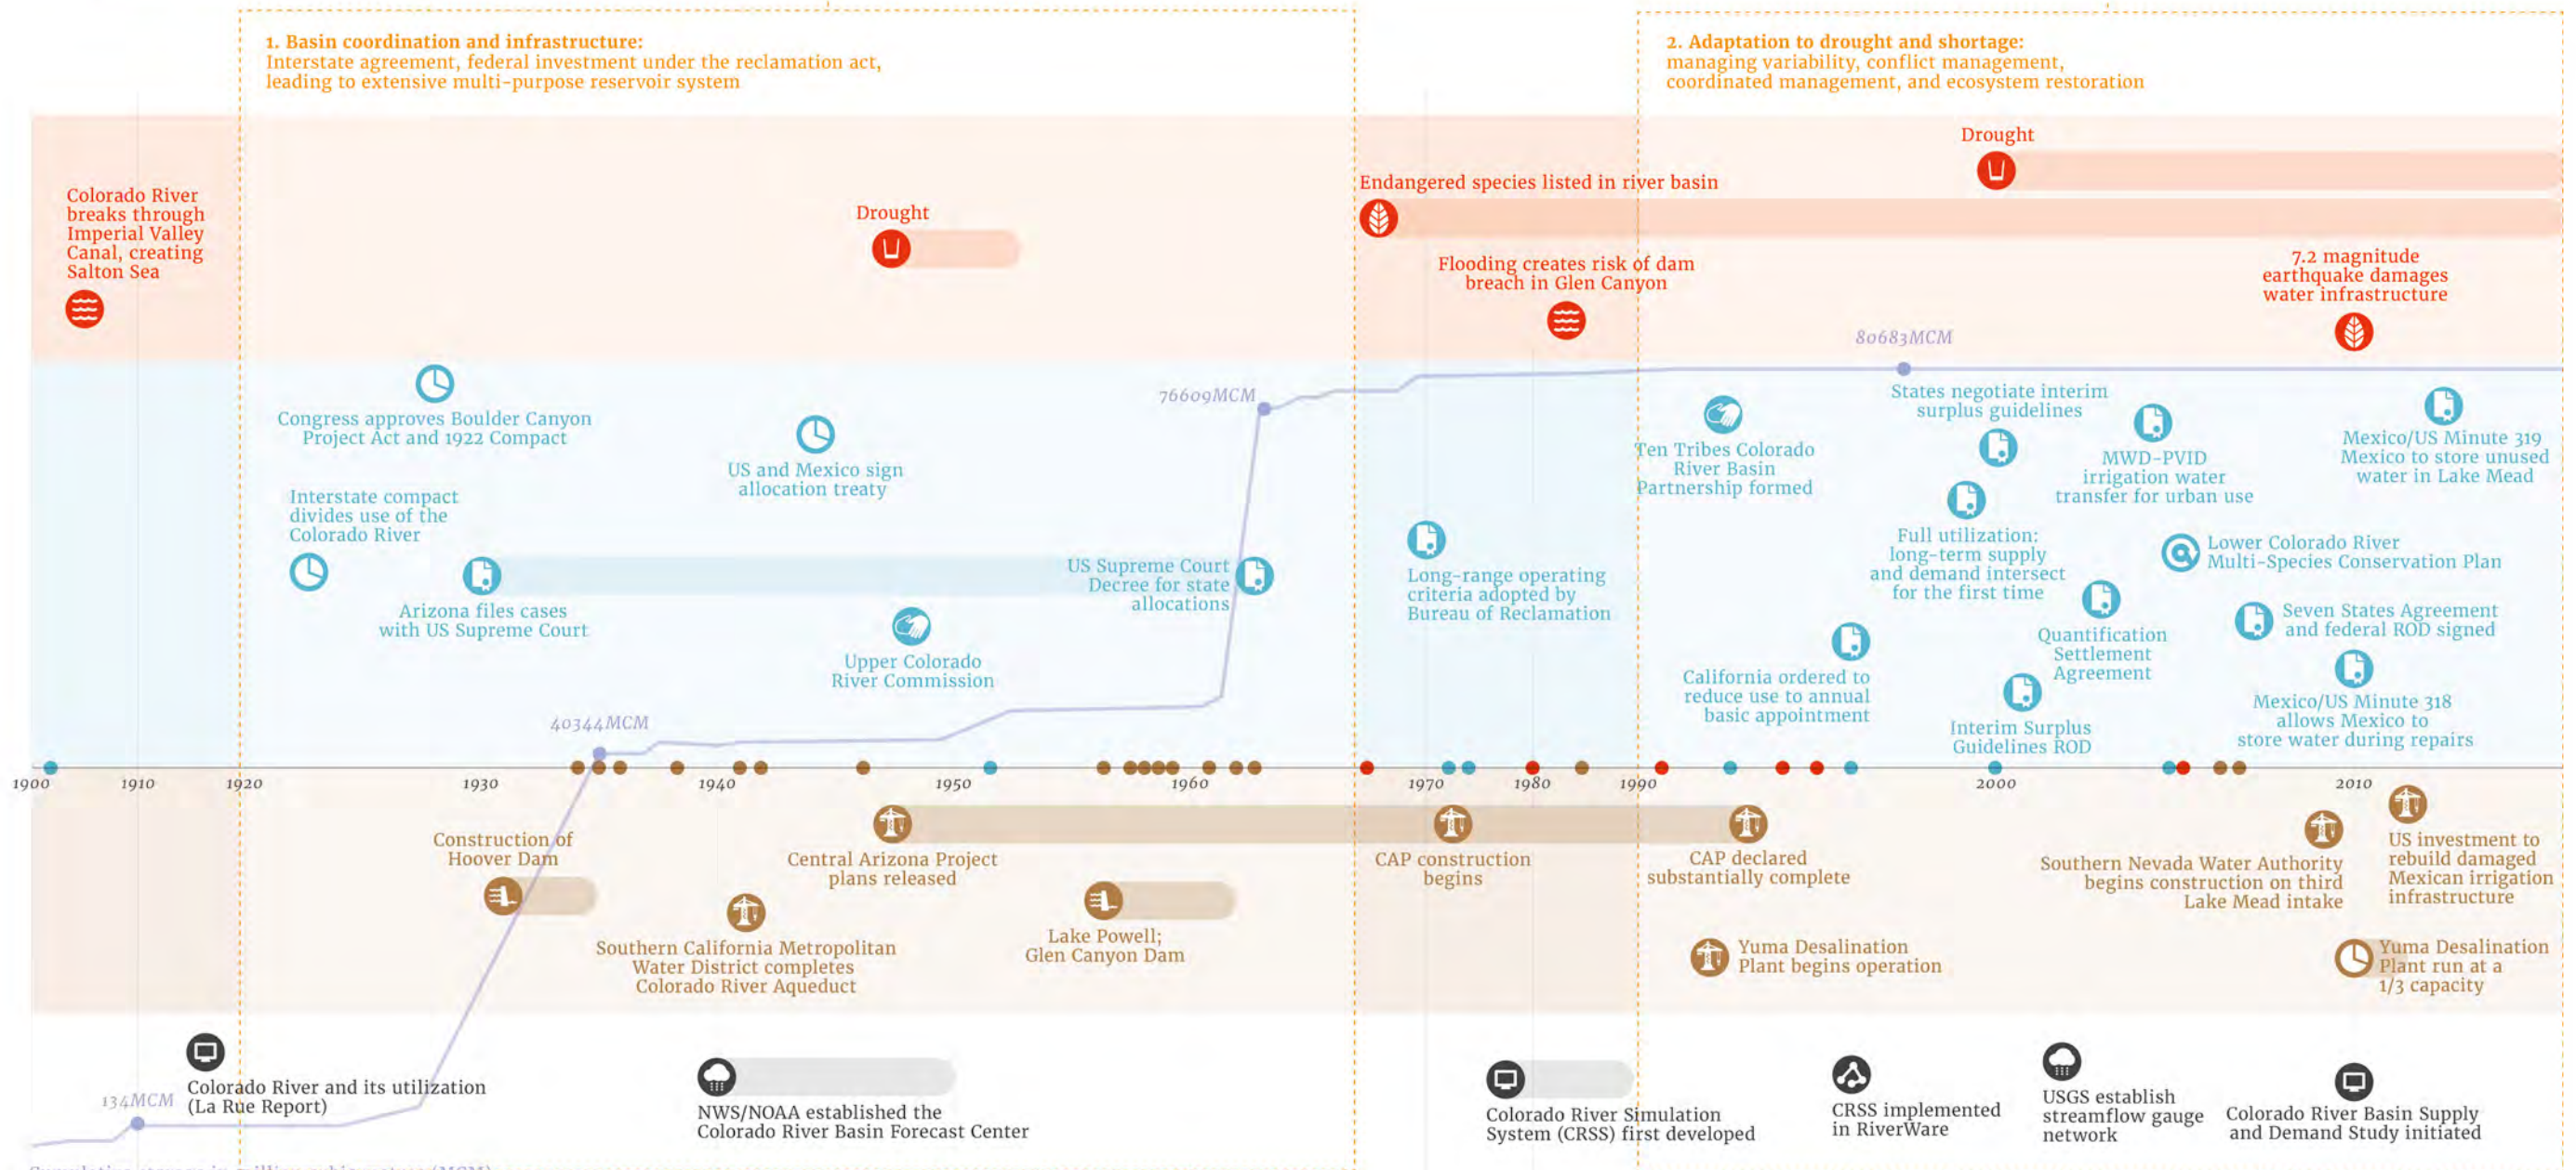 1. Basin coordination and infrastructure:
Interstate agreement, federal investment under the reclamation act,
leading to extensive multi-purpose reservoir system
2. Adaptation to drought and shortage:
managing variability, conflict management,
coordinated management, and ecosystem restoration
Colorado River
breaks through
Imperial Valley
Canal, creating
Salton Sea
Drought
Endangered species listed in river basin
Drought
Flooding creates risk of dam
breach in Glen Canyon
7.2 magnitude
earthquake damages
water infrastructure
80683MCM
76609MCM
Congress approves Boulder Canyon
Project Act and 1922 Compact
US and Mexico sign
allocation treaty
Interstate compact
divides use of the
Colorado River
Arizona files cases
with US Supreme Court
US Supreme Court
Decree for state
allocations
Upper Colorado
River Commission
40344MCM
Long-range operating
criteria adopted by
Bureau of Reclamation
Ten Tribes Colorado
River Basin
Partnership formed
States negotiate interim
surplus guidelines
MWD-PVID
irrigation water
transfer for urban use
Mexico/US Minute 319
Mexico to store unused
water in Lake Mead
Full utilization:
long-term supply
and demand intersect
for the first time
Lower Colorado River
Multi-Species Conservation Plan
Quantification
Settlement
Agreement
Seven States Agreement
and federal ROD signed
California ordered to
reduce use to annual
basic appointment
Interim Surplus
Guidelines ROD
Mexico/US Minute 318
allows Mexico to
store water during repairs
1900
1910
1920
1930
1940
1950
1960
1970
1980
1990
2000
2010
Construction of
Hoover Dam
Southern California Metropolitan
Water District completes
Colorado River Aqueduct
Central Arizona Project
plans released
Lake Powell;
Glen Canyon Dam
CAP construction
begins
CAP declared
substantially complete
Yuma Desalination
Plant begins operation
Southern Nevada Water Authority
begins construction on third
Lake Mead intake
US investment to
rebuild damaged
Mexican irrigation
infrastructure
Yuma Desalination
Plant run at a
1/3 capacity
134MCM
Colorado River and its utilization
(La Rue Report)
NWS/NOAA established the
Colorado River Basin Forecast Center
Colorado River Simulation
System (CRSS) first developed
CRSS implemented
in RiverWare
USGS establish
streamflow gauge
network
Colorado River Basin Supply
and Demand Study initiated